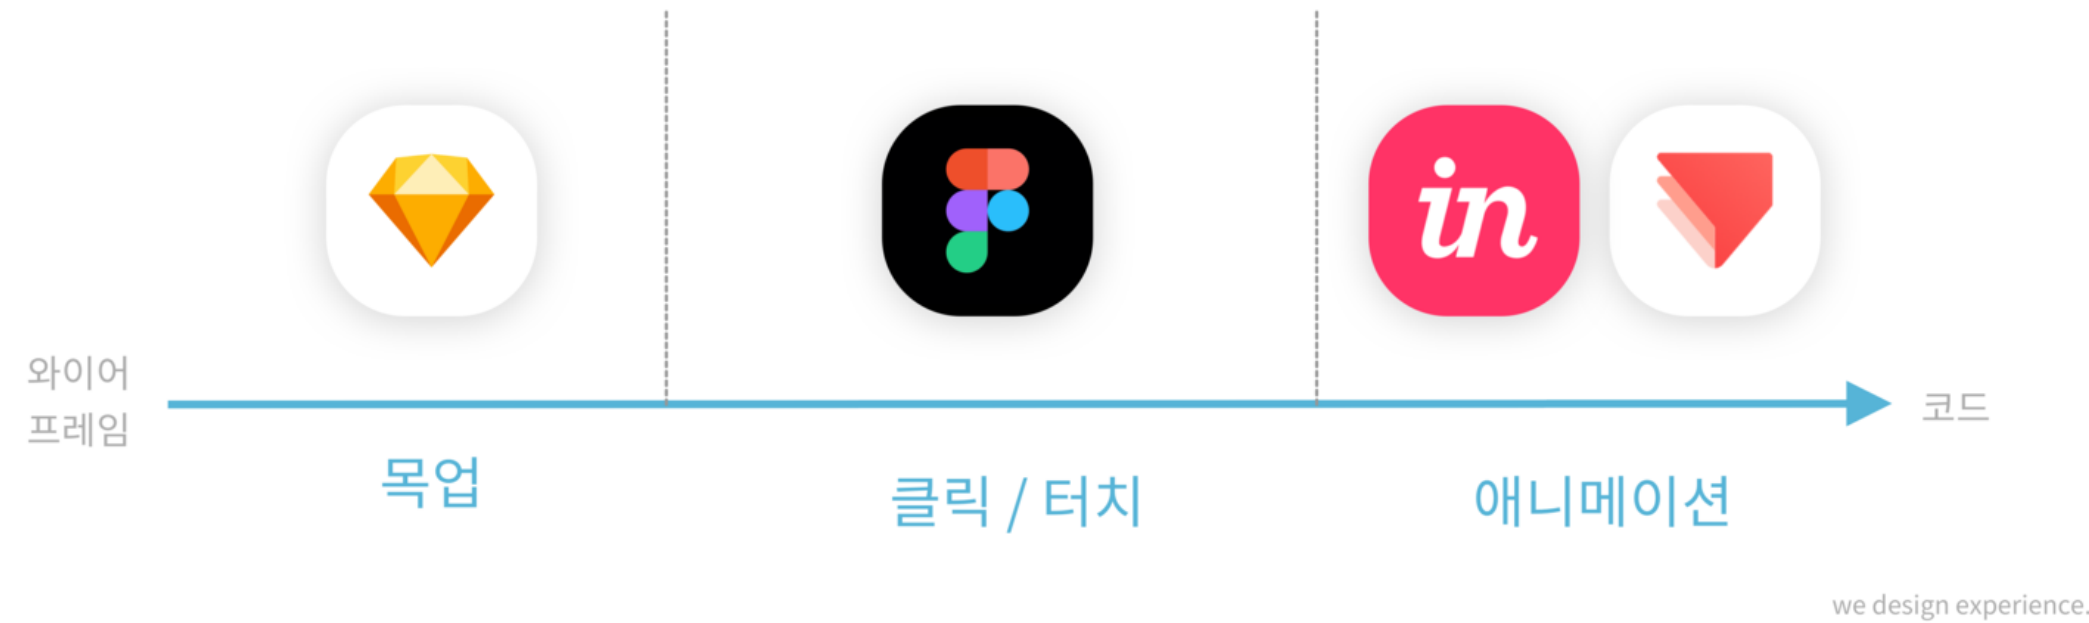 in
와이어
프레임
코드
목업
클릭 / 터치
애니메이션
we design experience.